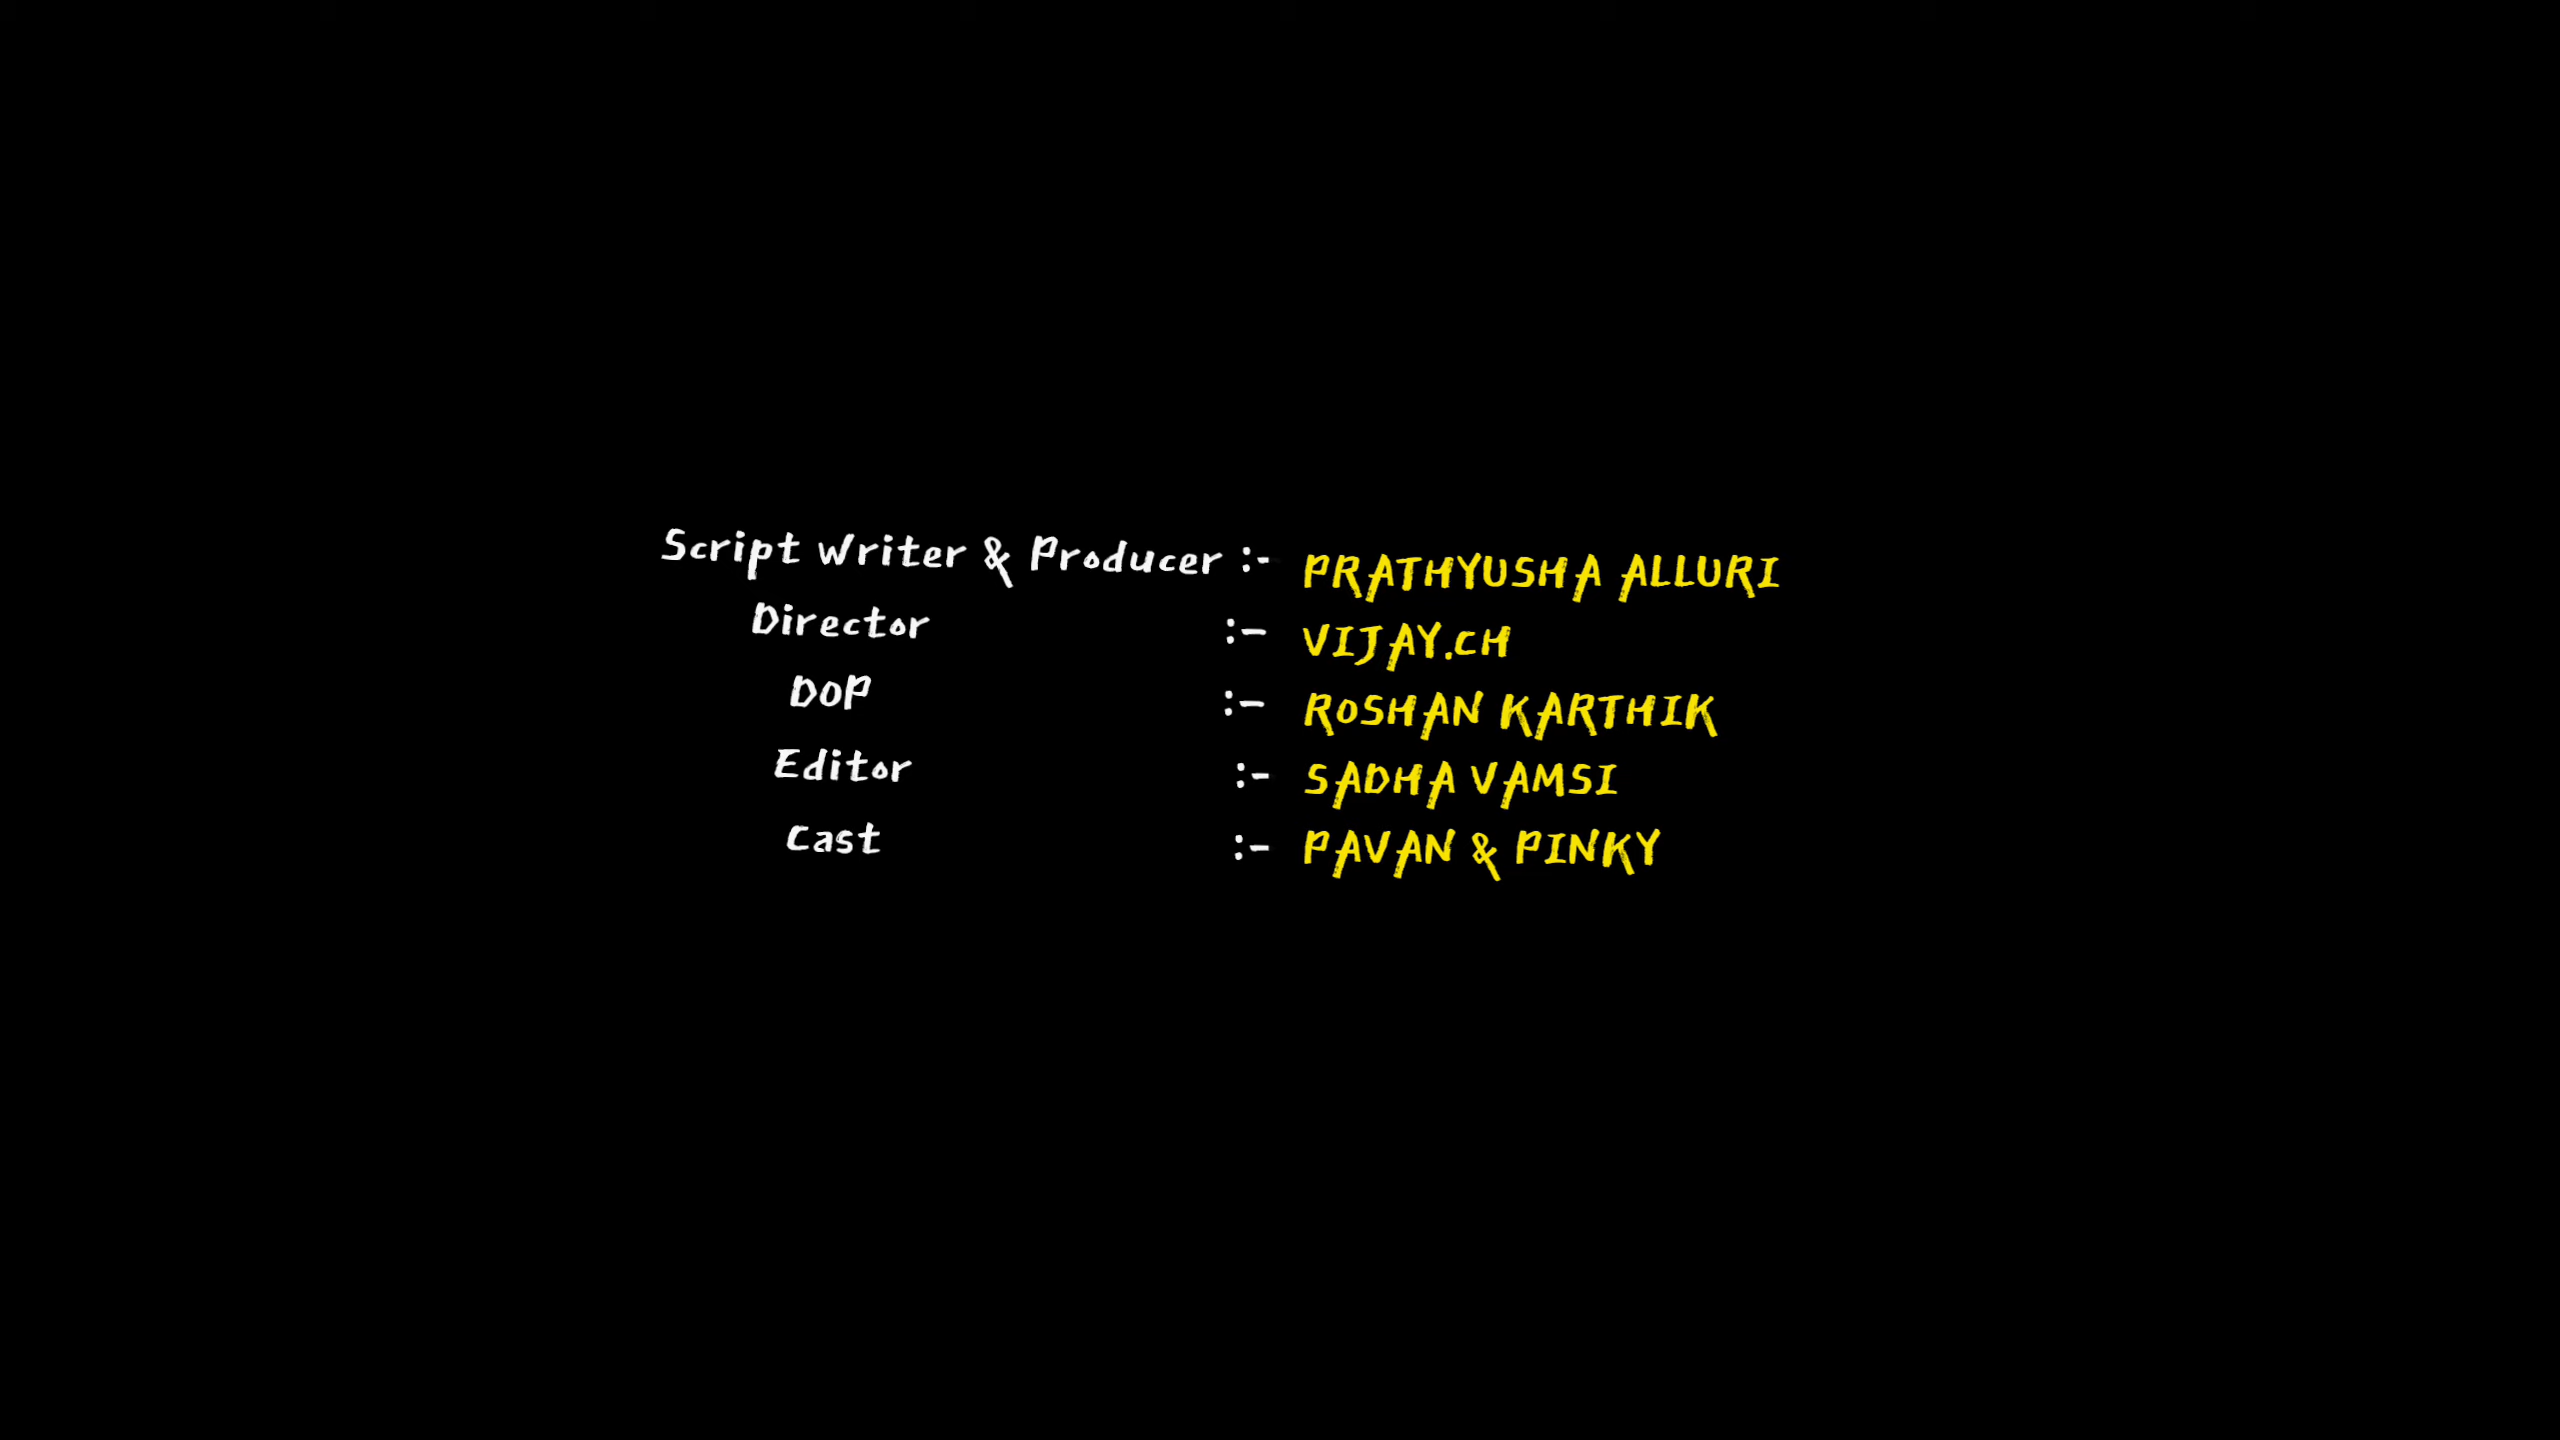 Script Writer & Producer :- PRATHYUSHA ALLURI
Director :- VIJAY.CH
DOP :- ROSHAN KARTHIK
Editor :- SADHA VAMSI
Cast :- PAVAN & PINKY